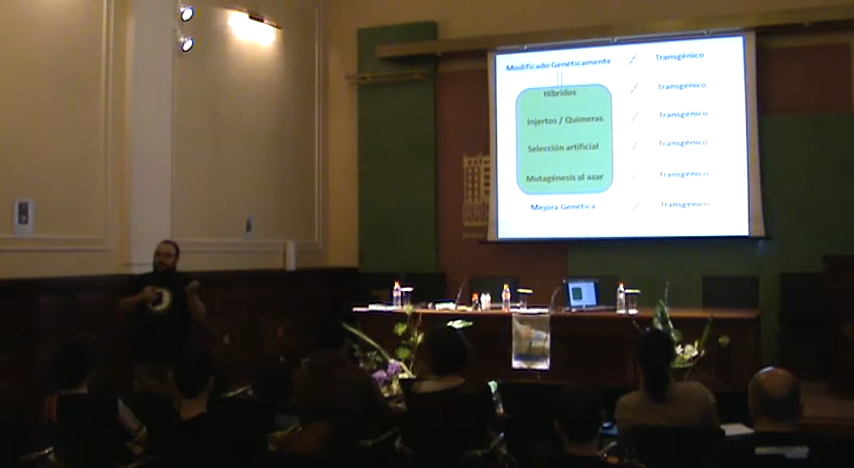 Modificado Genéticamente / Transgénico
Híbridos / Transgénico
Injertos / Quimeras / Transgénico
Selección artificial / Transgénico
Mutagénesis al azar / Transgénico
Mejora Genética / Transgénico